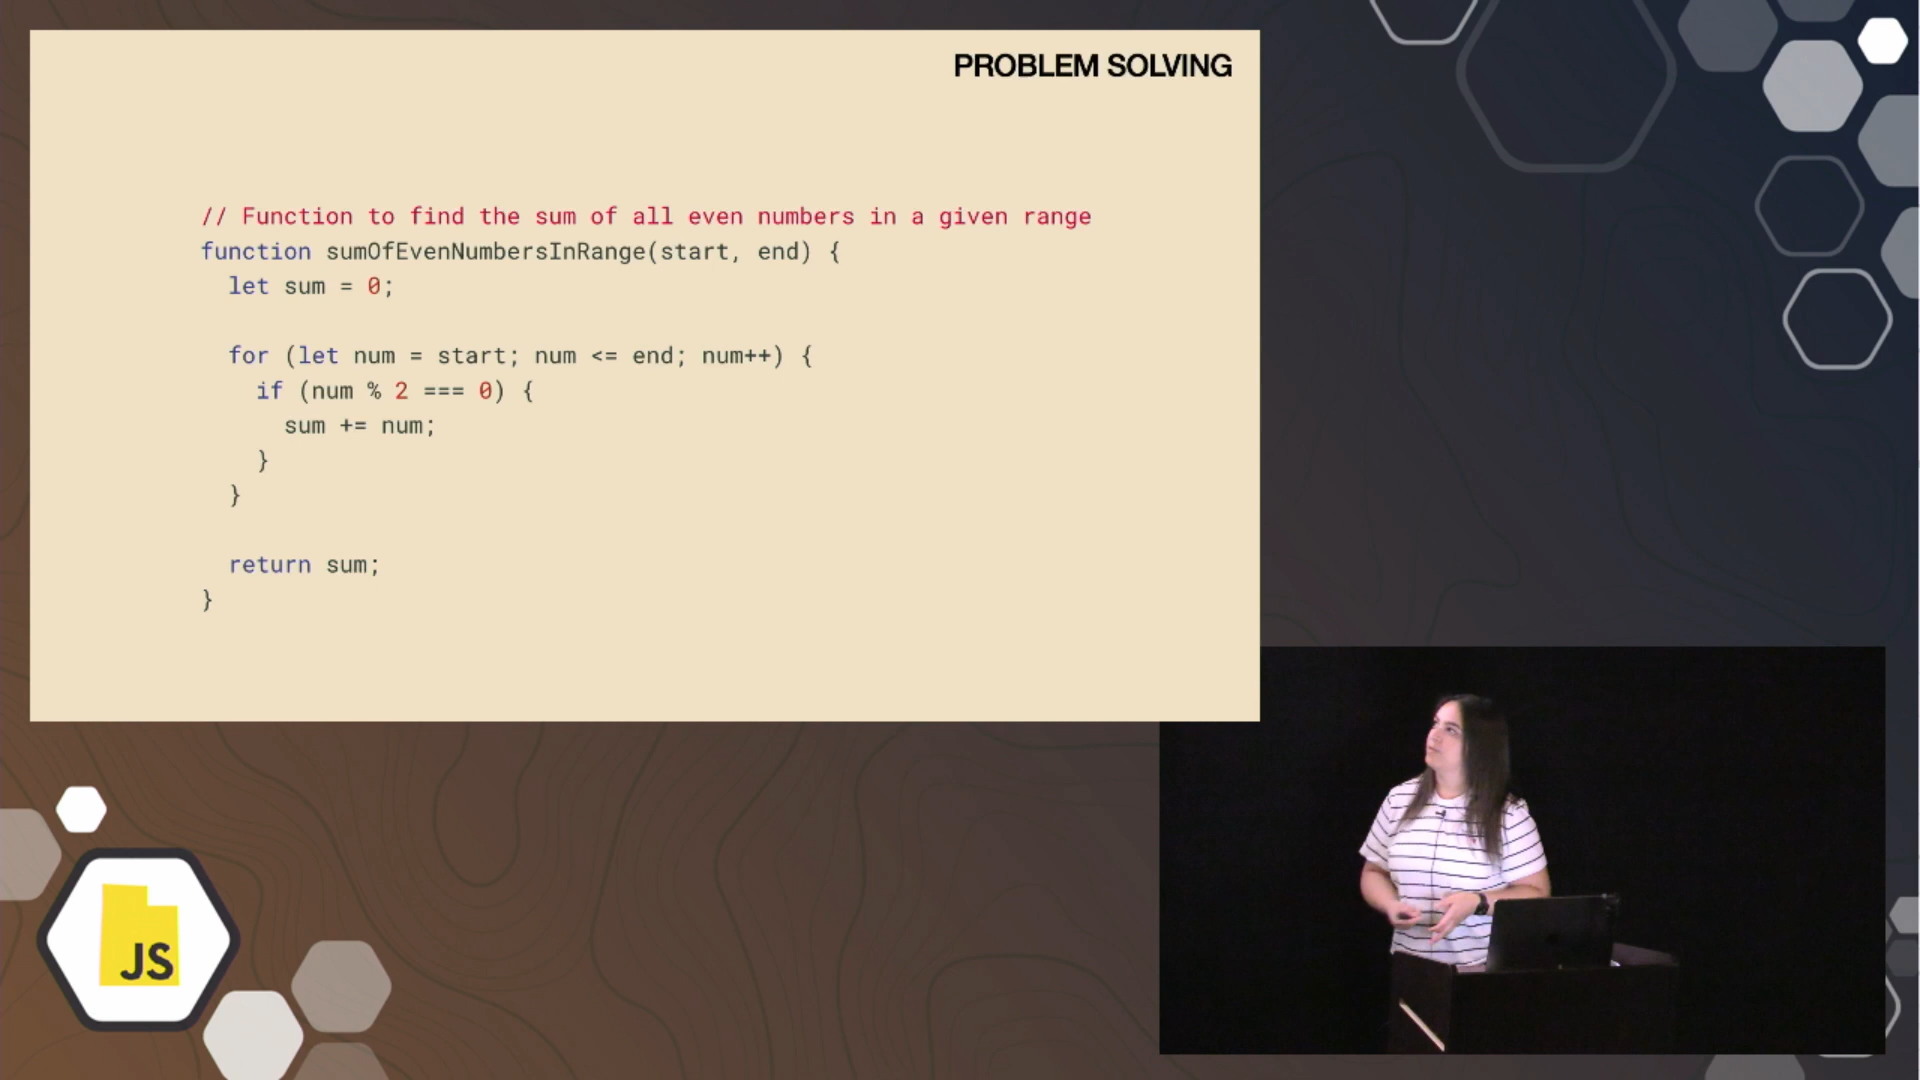 PROBLEM SOLVING
// Function to find the sum of all even numbers in a given range
function sumOfEvenNumbersInRange(start, end) {
  let sum = 0;
  for (let num = start; num <= end; num++) {
    if (num % 2 === 0) {
      sum += num;
    }
  }
  return sum;
}
JS